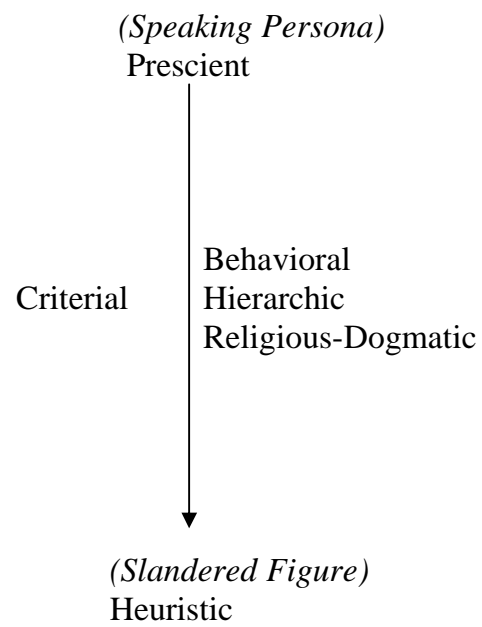 (Speaking Persona)
Prescient
Behavioral
Criterial Hierarchic
Religious-Dogmatic
(Slandered Figure)
Heuristic